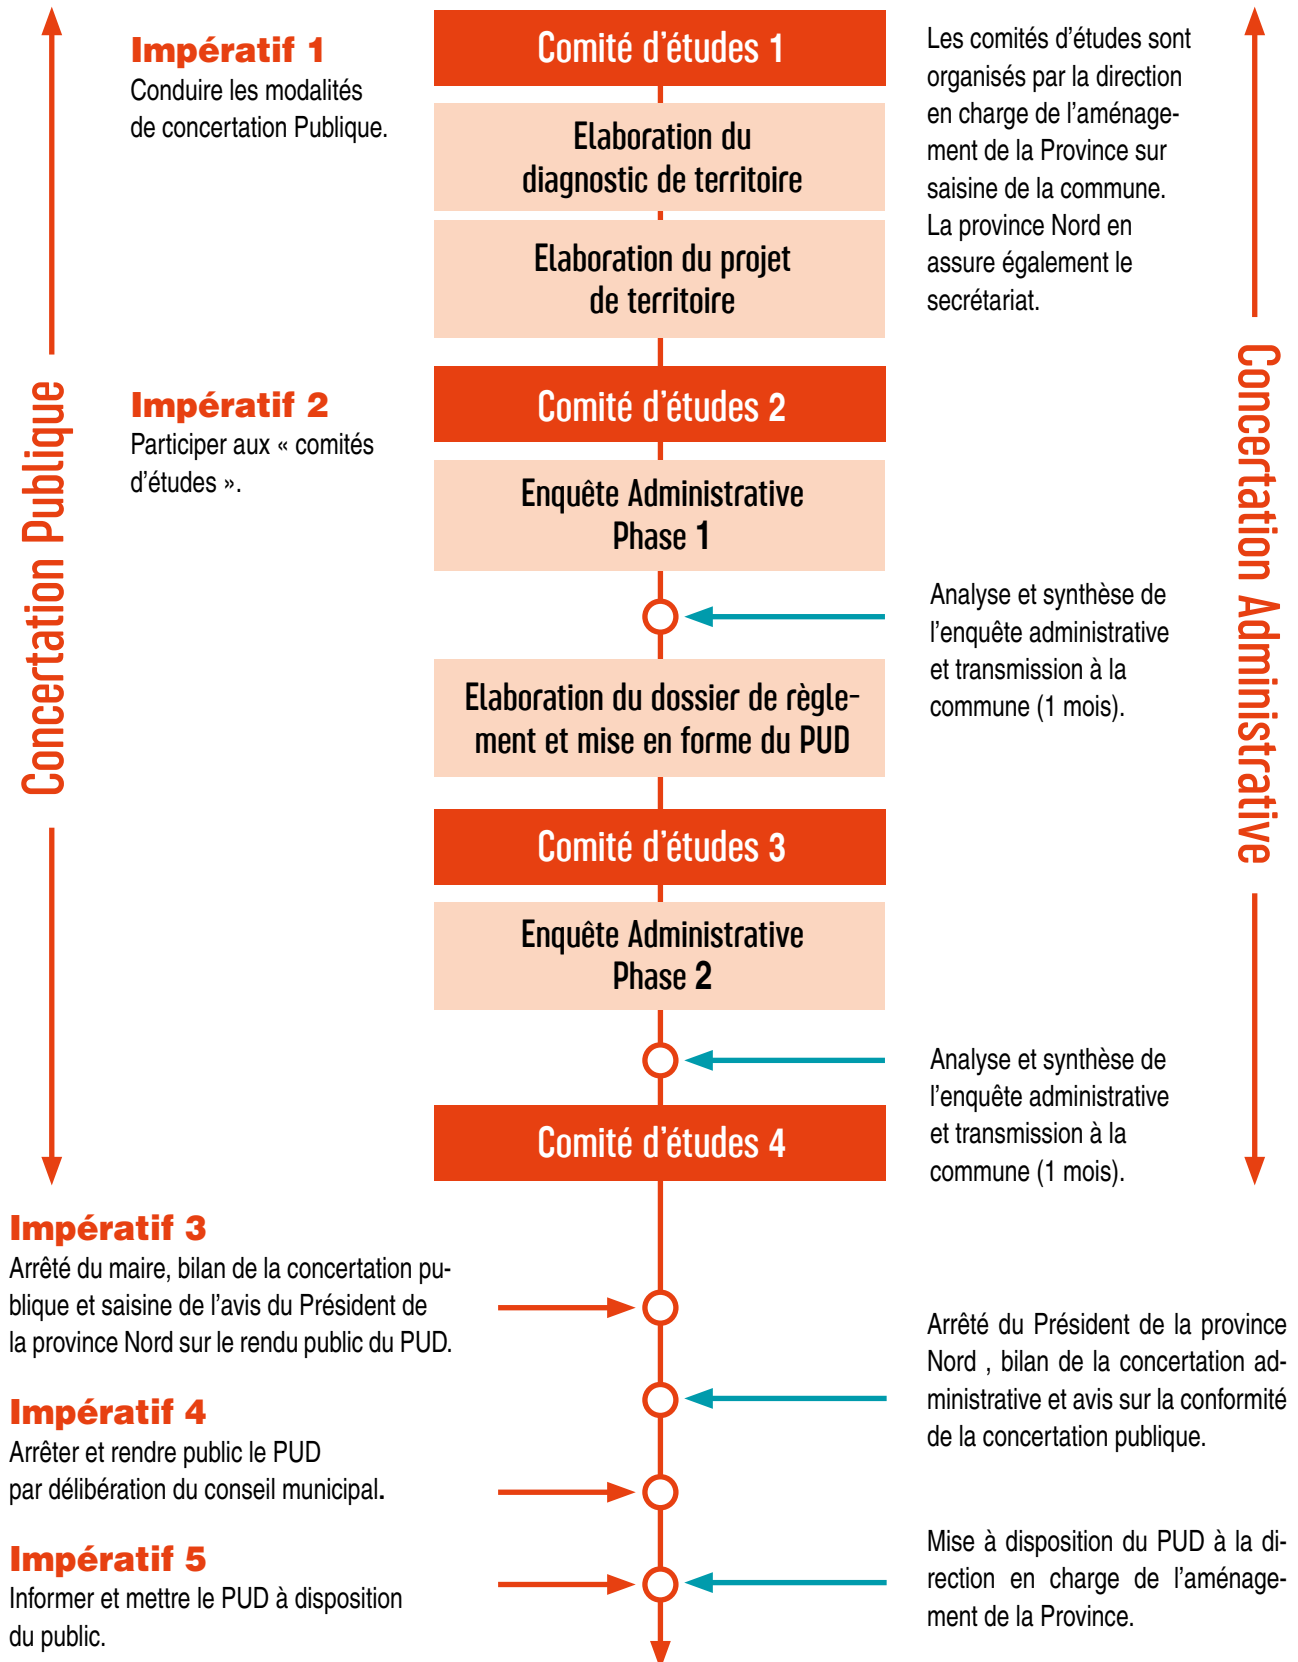 Impératif 1
Conduire les modalités
de concertation Publique.
Comité d'études 1
Elaboration du
diagnostic de territoire
Elaboration du projet
de territoire
Les comités d'études sont
organisés par la direction
en charge de l'aménage-
ment de la Province sur
saisine de la commune.
La province Nord en
assure également le
secrétariat.
Concertation Publique
Concertation Administrative
Impératif 2
Participer aux « comités
d'études ».
Comité d'études 2
Enquête Administrative
Phase 1
Analyse et synthèse de
l'enquête administrative
et transmission à la
commune (1 mois).
Elaboration du dossier de règle-
ment et mise en forme du PUD
Comité d'études 3
Enquête Administrative
Phase 2
Analyse et synthèse de
l'enquête administrative
et transmission à la
commune (1 mois).
Comité d'études 4
Impératif 3
Arrêté du maire, bilan de la concertation pu-
blique et saisine de l'avis du Président de
la province Nord sur le rendu public du PUD.
Arrêté du Président de la province
Nord , bilan de la concertation ad-
ministrative et avis sur la conformité
de la concertation publique.
Impératif 4
Arrêter et rendre public le PUD
par délibération du conseil municipal.
Impératif 5
Informer et mettre le PUD à disposition
du public.
Mise à disposition du PUD à la di-
rection en charge de l'aménage-
ment de la Province.